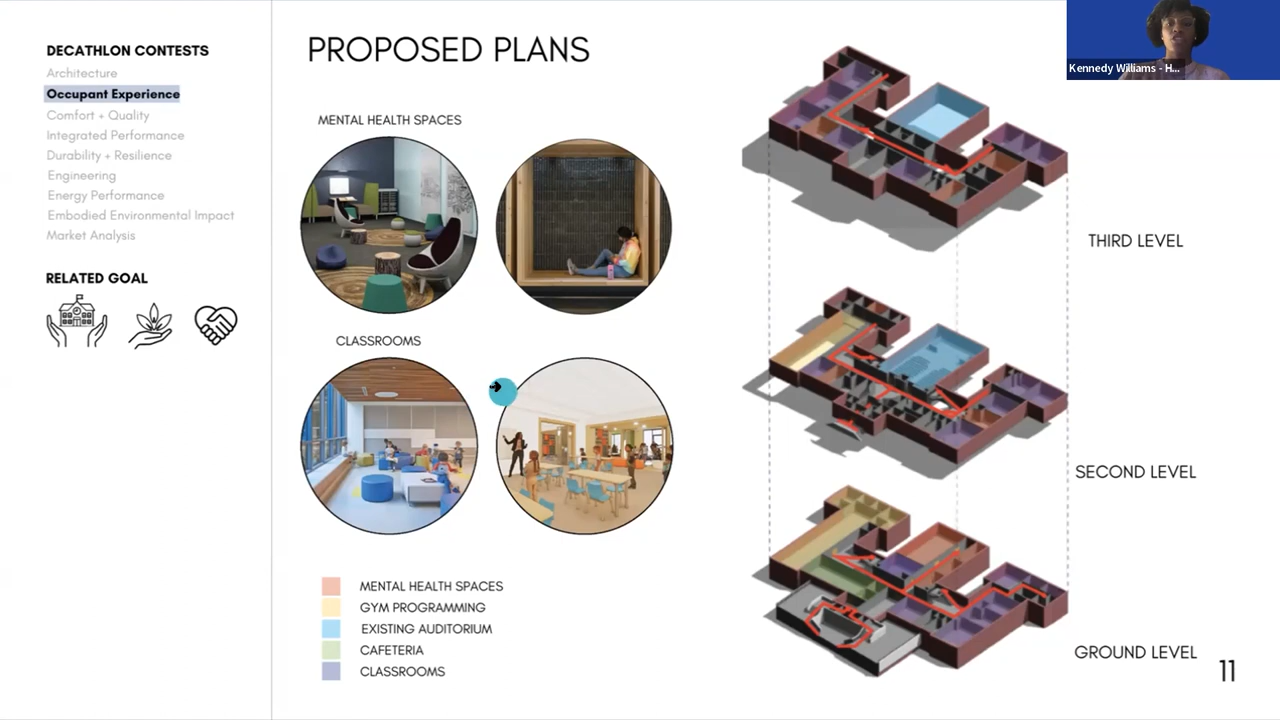 DECATHLON CONTESTS
Architecture
Occupant Experience
Comfort + Quality
Integrated Performance
Durability + Resilience
Engineering
Energy Performance
Embodied Environmental Impact
Market Analysis
RELATED GOAL
PROPOSED PLANS
MENTAL HEALTH SPACES
CLASSROOMS
MENTAL HEALTH SPACES
GYM PROGRAMMING
EXISTING AUDITORIUM
CAFETERIA
CLASSROOMS
THIRD LEVEL
SECOND LEVEL
GROUND LEVEL
11
Kennedy Williams - H...